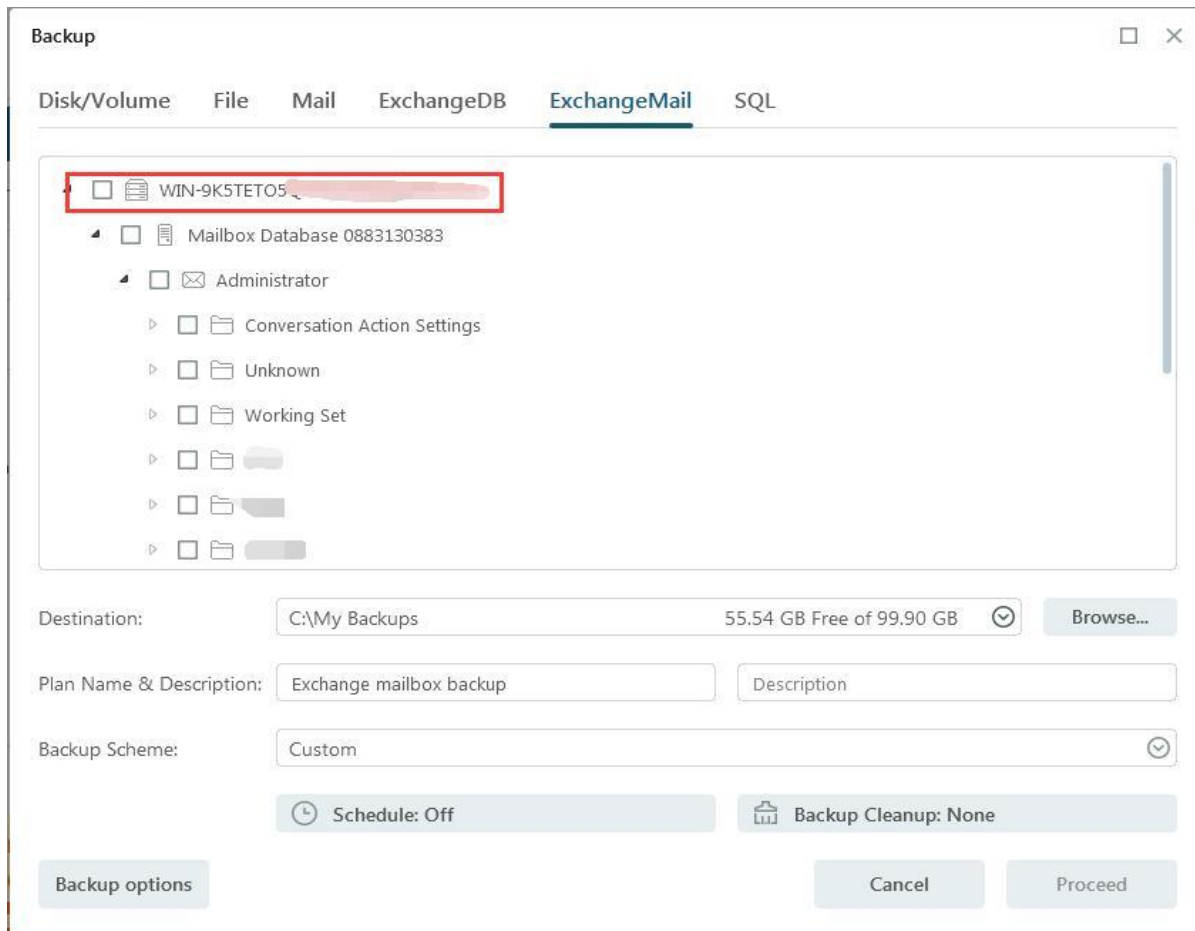 Backup
Disk/Volume File Mail ExchangeDB ExchangeMail SQL
WIN-9K5TETO5
Mailbox Database 0883130383
Administrator
Conversation Action Settings
Unknown
Working Set
Destination: C:\My Backups 55.54 GB Free of 99.90 GB Browse...
Plan Name & Description: Exchange mailbox backup Description
Backup Scheme: Custom
Schedule: Off Backup Cleanup: None
Backup options Cancel Proceed